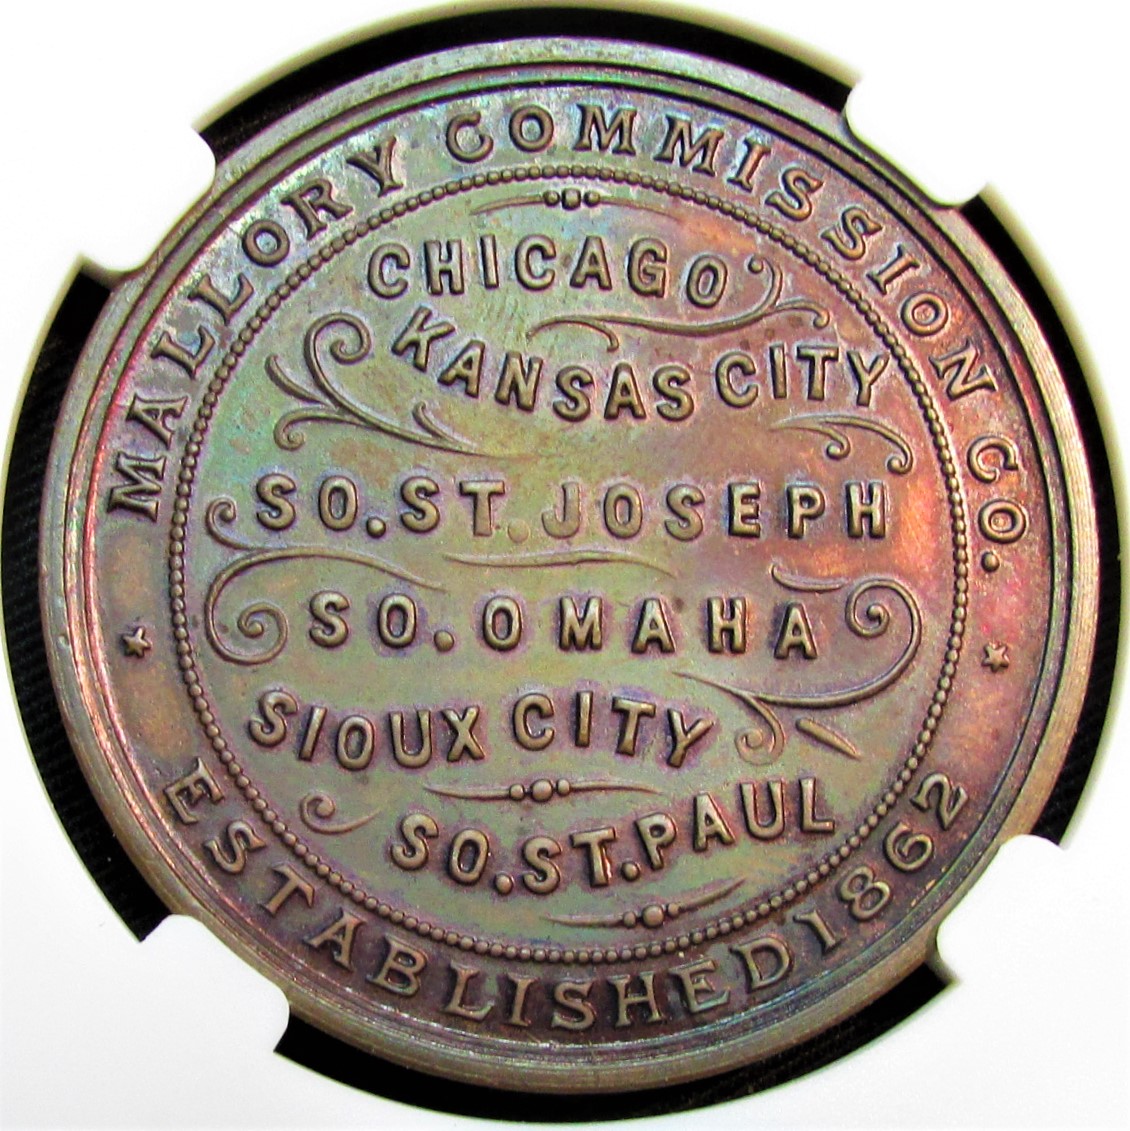 MALLORY COMMISSION CO.
CHICAGO
KANSAS CITY
SO. ST. JOSEPH
SO. OMAHA
SIOUX CITY
SO. ST. PAUL
ESTABLISHED 1862